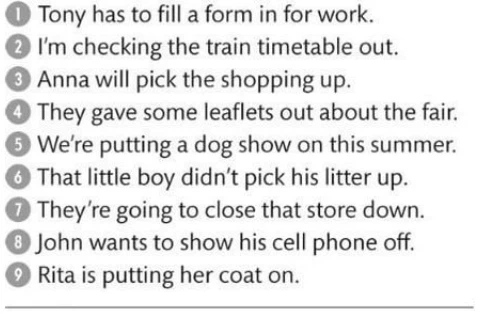 1 Tony has to fill a form in for work.
2 I'm checking the train timetable out.
3 Anna will pick the shopping up.
4 They gave some leaflets out about the fair.
5 We're putting a dog show on this summer.
6 That little boy didn't pick his litter up.
7 They're going to close that store down.
8 John wants to show his cell phone off.
9 Rita is putting her coat on.